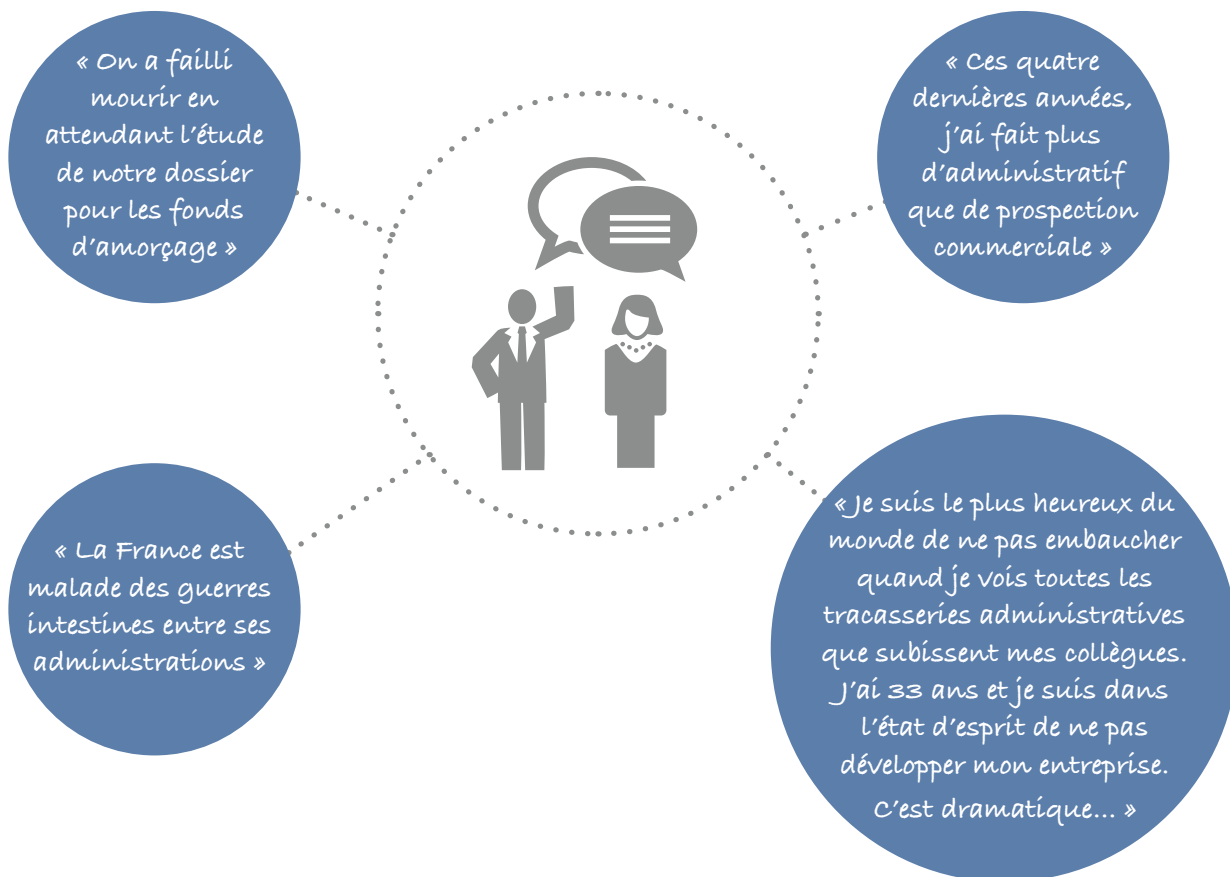 « On a failli
mourir en
attendant l'étude
de notre dossier
pour les fonds
d'amorçage »
« Ces quatre
dernières années,
j'ai fait plus
d'administratif
que de prospection
commerciale »
« La France est
malade des guerres
intestines entre ses
administrations »
« Je suis le plus heureux du
monde de ne pas embaucher
quand je vois toutes les
tracasseries administratives
que subissent mes collègues.
J'ai 33 ans et je suis dans
l'état d'esprit de ne pas
développer mon entreprise.
C'est dramatique... »